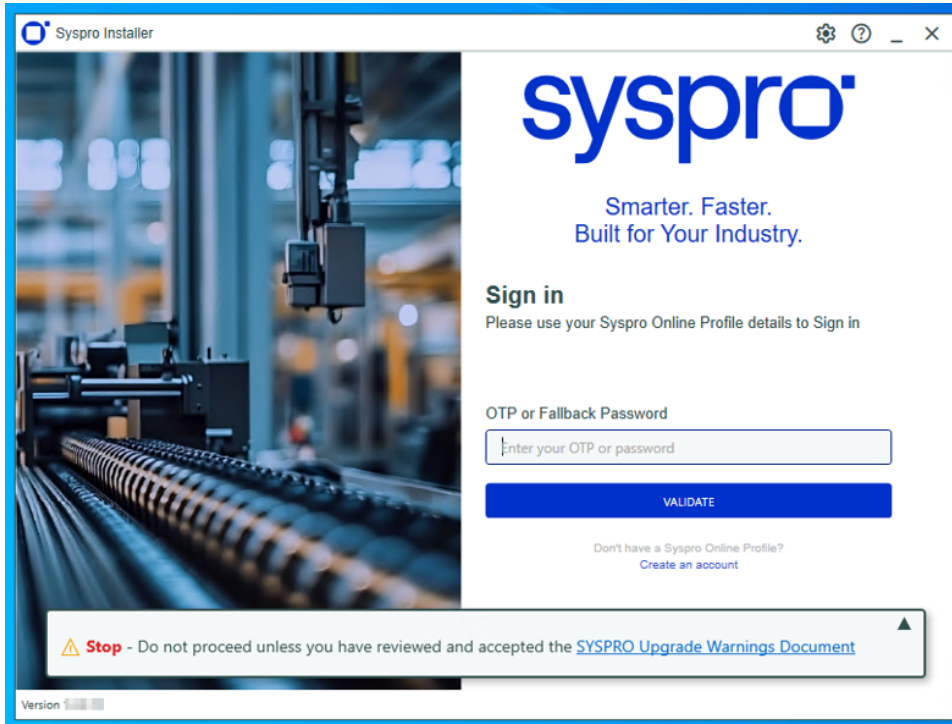 Syspro Installer
syspro
Smarter. Faster.
Built for Your Industry.
Sign in
Please use your Syspro Online Profile details to Sign in
OTP or Fallback Password
Enter your OTP or password
VALIDATE
Don't have a Syspro Online Profile?
Create an account
Stop - Do not proceed unless you have reviewed and accepted the SYSPRO Upgrade Warnings Document
Version